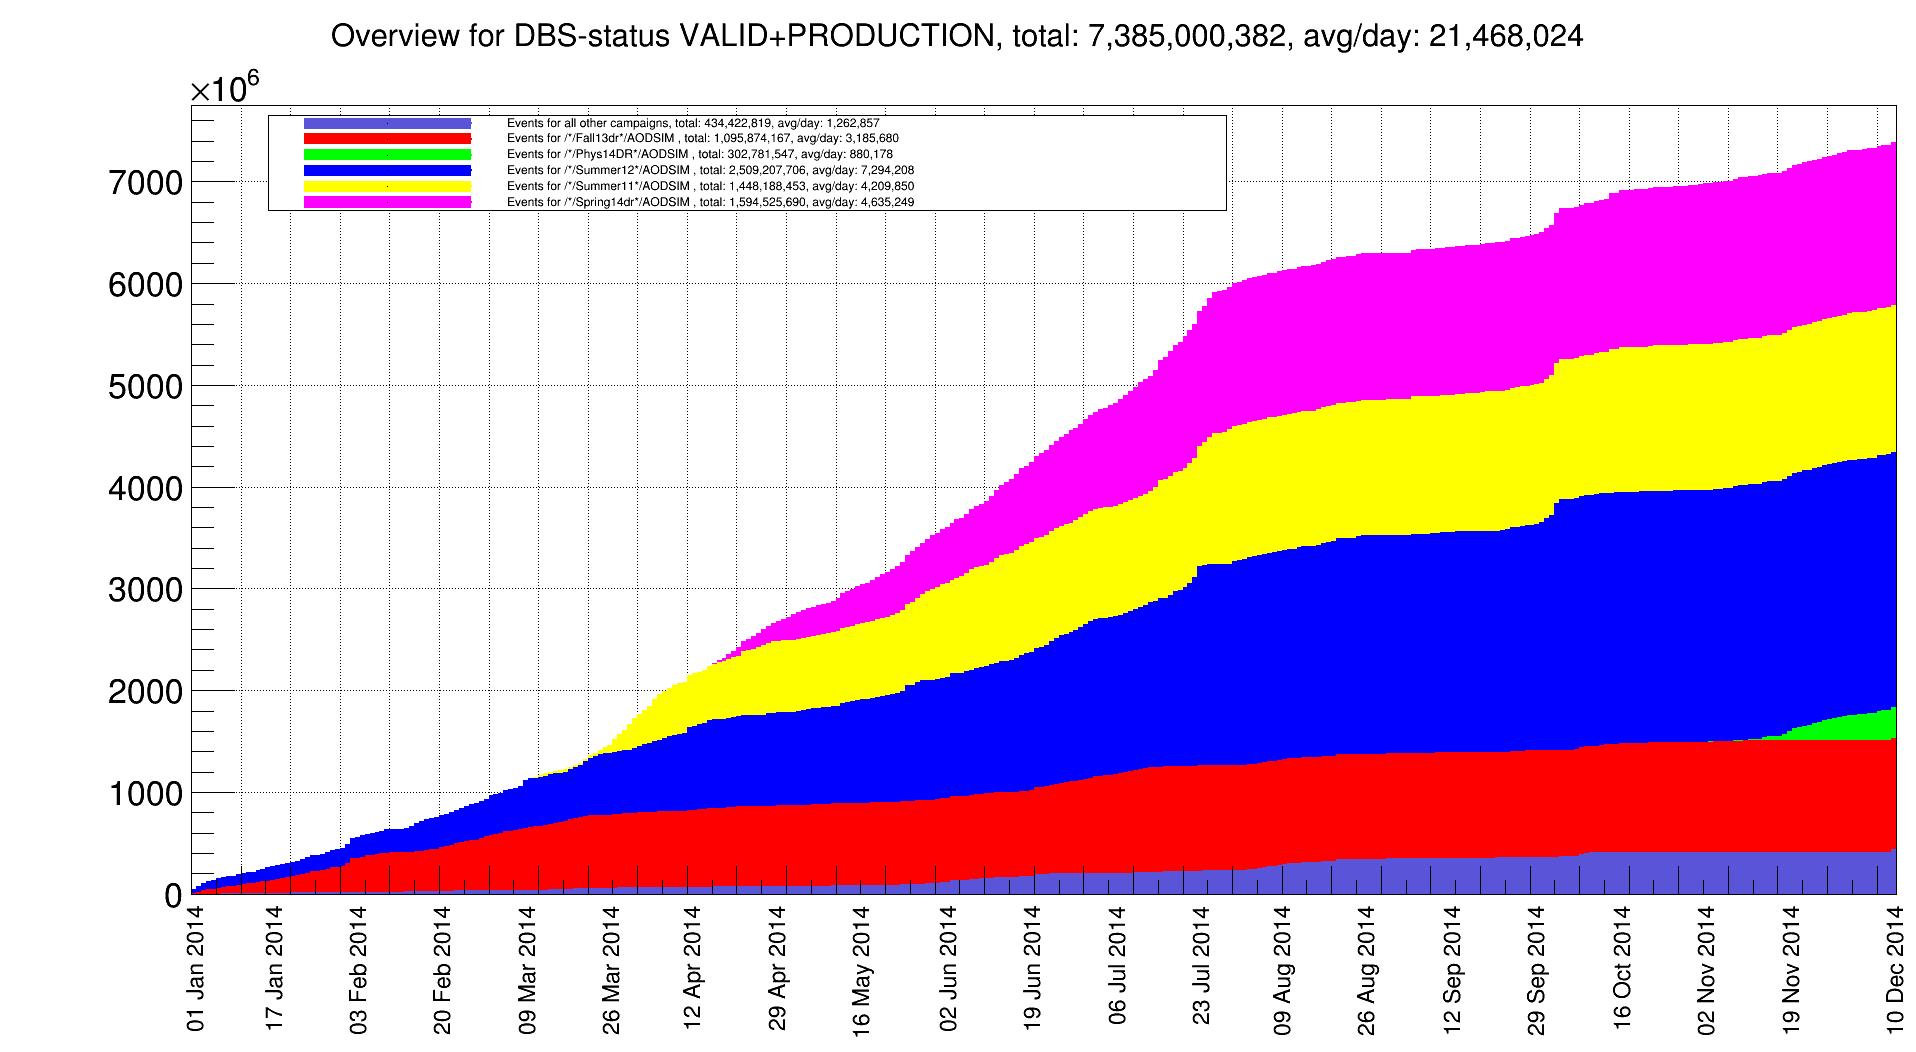 Overview for DBS-status VALID+PRODUCTION, total: 7,385,000,382, avg/day: 21,468,024
×10⁶
Events for all other campaigns, total: 434,422,819, avg/day: 1,262,857
Events for /*/Fall13dr*/AODSIM , total: 1,095,874,167, avg/day: 3,185,680
Events for /*/Phys14DR*/AODSIM , total: 302,781,547, avg/day: 880,178
Events for /*/Summer12*/AODSIM , total: 2,509,207,706, avg/day: 7,294,208
Events for /*/Summer11*/AODSIM , total: 1,448,188,453, avg/day: 4,209,850
Events for /*/Spring14dr*/AODSIM , total: 1,594,525,690, avg/day: 4,635,249
7000
6000
5000
4000
3000
2000
1000
0
01 Jan 2014
17 Jan 2014
03 Feb 2014
20 Feb 2014
09 Mar 2014
26 Mar 2014
12 Apr 2014
29 Apr 2014
16 May 2014
02 Jun 2014
19 Jun 2014
06 Jul 2014
23 Jul 2014
09 Aug 2014
26 Aug 2014
12 Sep 2014
29 Sep 2014
16 Oct 2014
02 Nov 2014
19 Nov 2014
10 Dec 2014